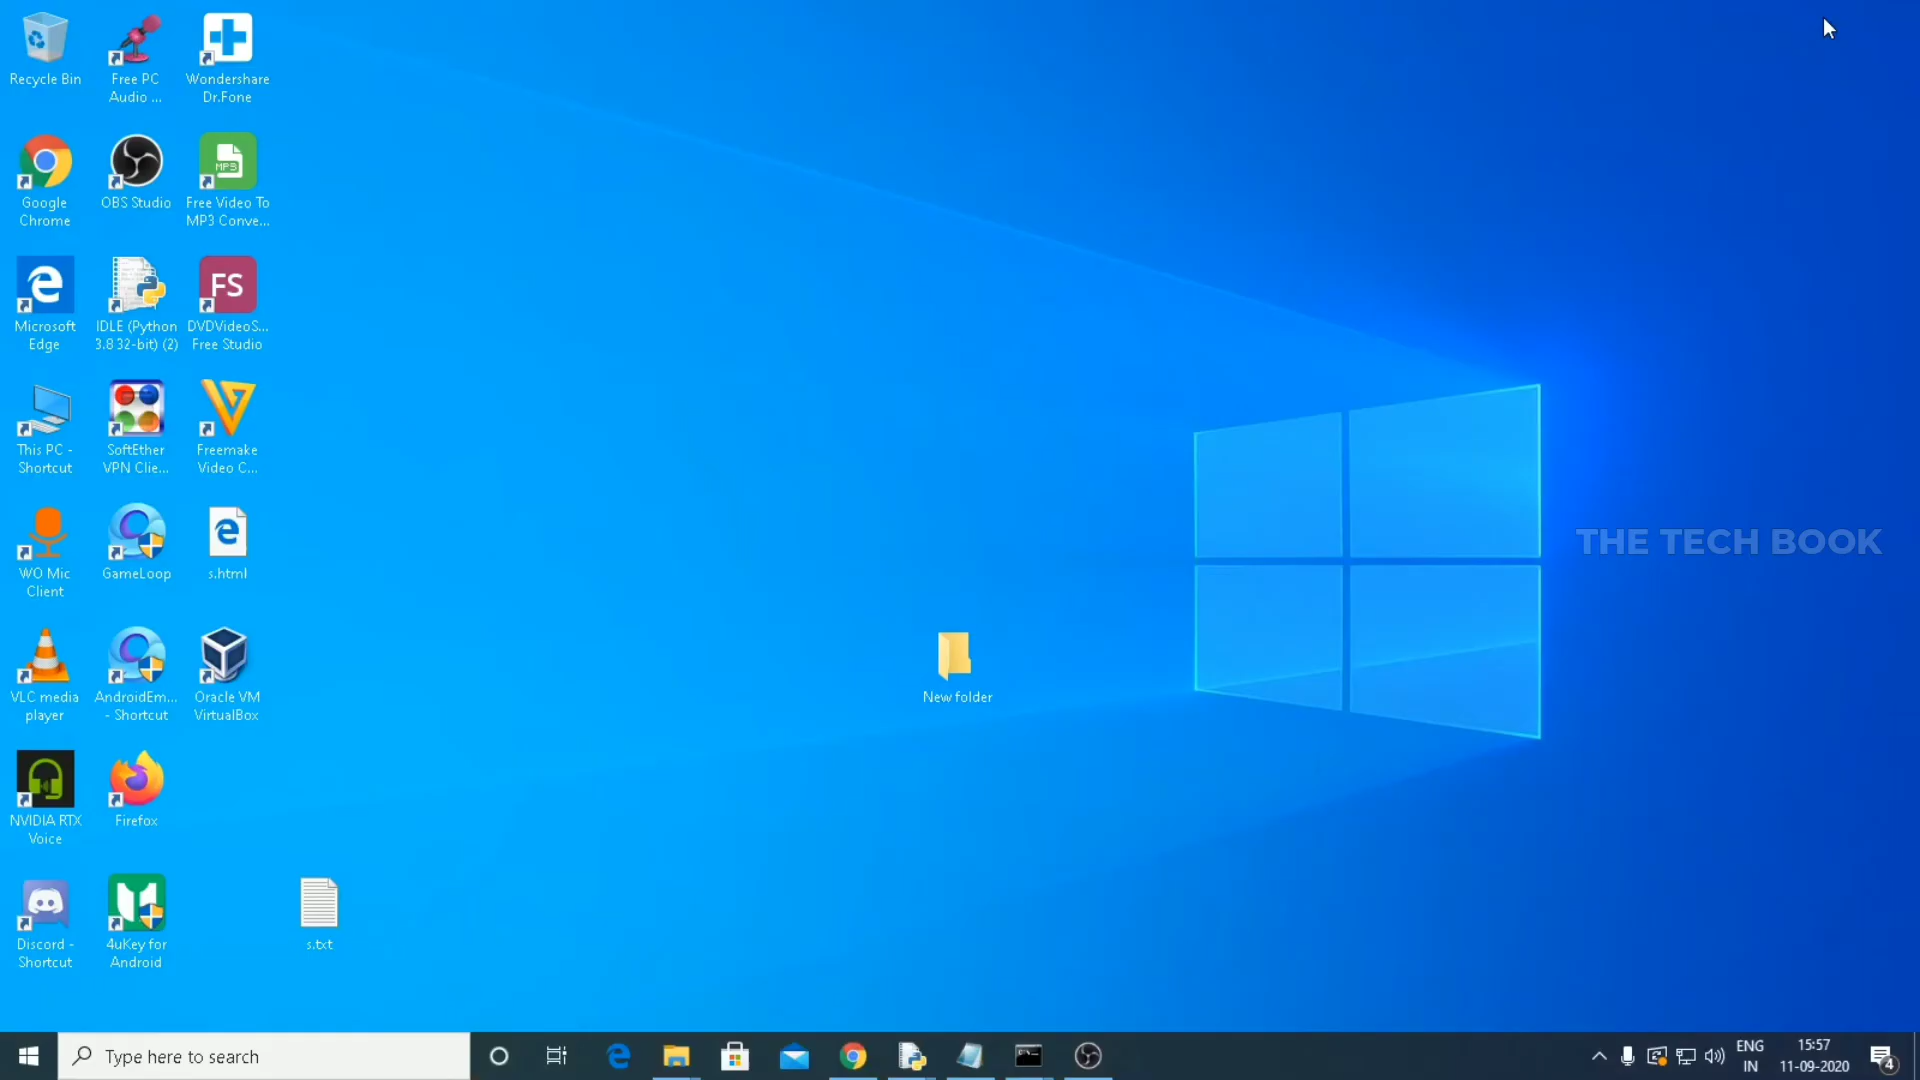 Recycle Bin
Free PC
Audio ...
Wondershare
Dr.Fone
Google
Chrome
OBS Studio
MP3
Free Video To
MP3 Conve...
Microsoft
Edge
IDLE (Python
3.8 32-bit) (2)
FS
DVDVideoS...
Free Studio
This PC -
Shortcut
SoftEther
VPN Clie...
Freemake
Video C...
WO Mic
Client
GameLoop
s.html
THE TECH BOOK
VLC media
player
AndroidEm...
- Shortcut
Oracle VM
VirtualBox
New folder
NVIDIA RTX
Voice
Firefox
Discord -
Shortcut
4uKey for
Android
s.txt
Type here to search
ENG
IN
15:57
11-09-2020
4